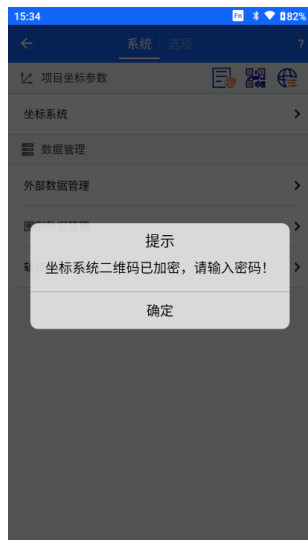 15:34
Fn
82%
系统
选项
?
项目坐标参数
坐标系统
数据管理
外部数据管理
提示
坐标系统二维码已加密，请输入密码！
确定